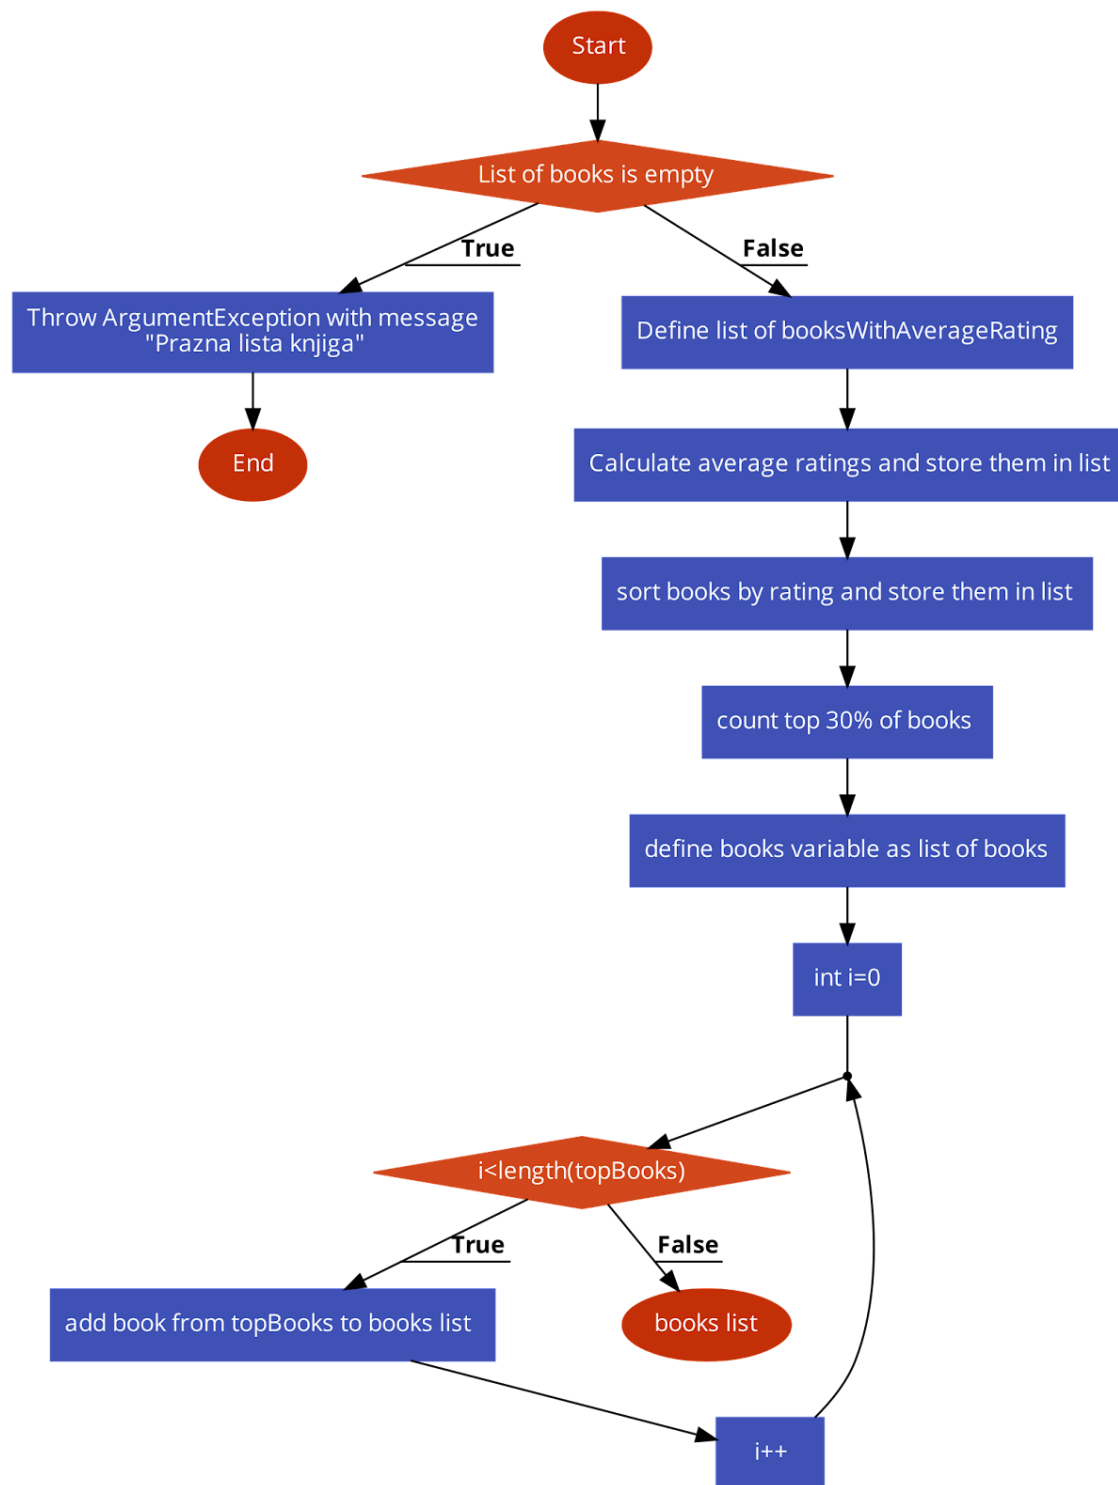 Start
List of books is empty
True
False
Throw ArgumentException with message
"Prazna lista knjiga"
Define list of booksWithAverageRating
End
Calculate average ratings and store them in list
sort books by rating and store them in list
count top 30% of books
define books variable as list of books
int i=0
i<length(topBooks)
True
False
add book from topBooks to books list
books list
i++